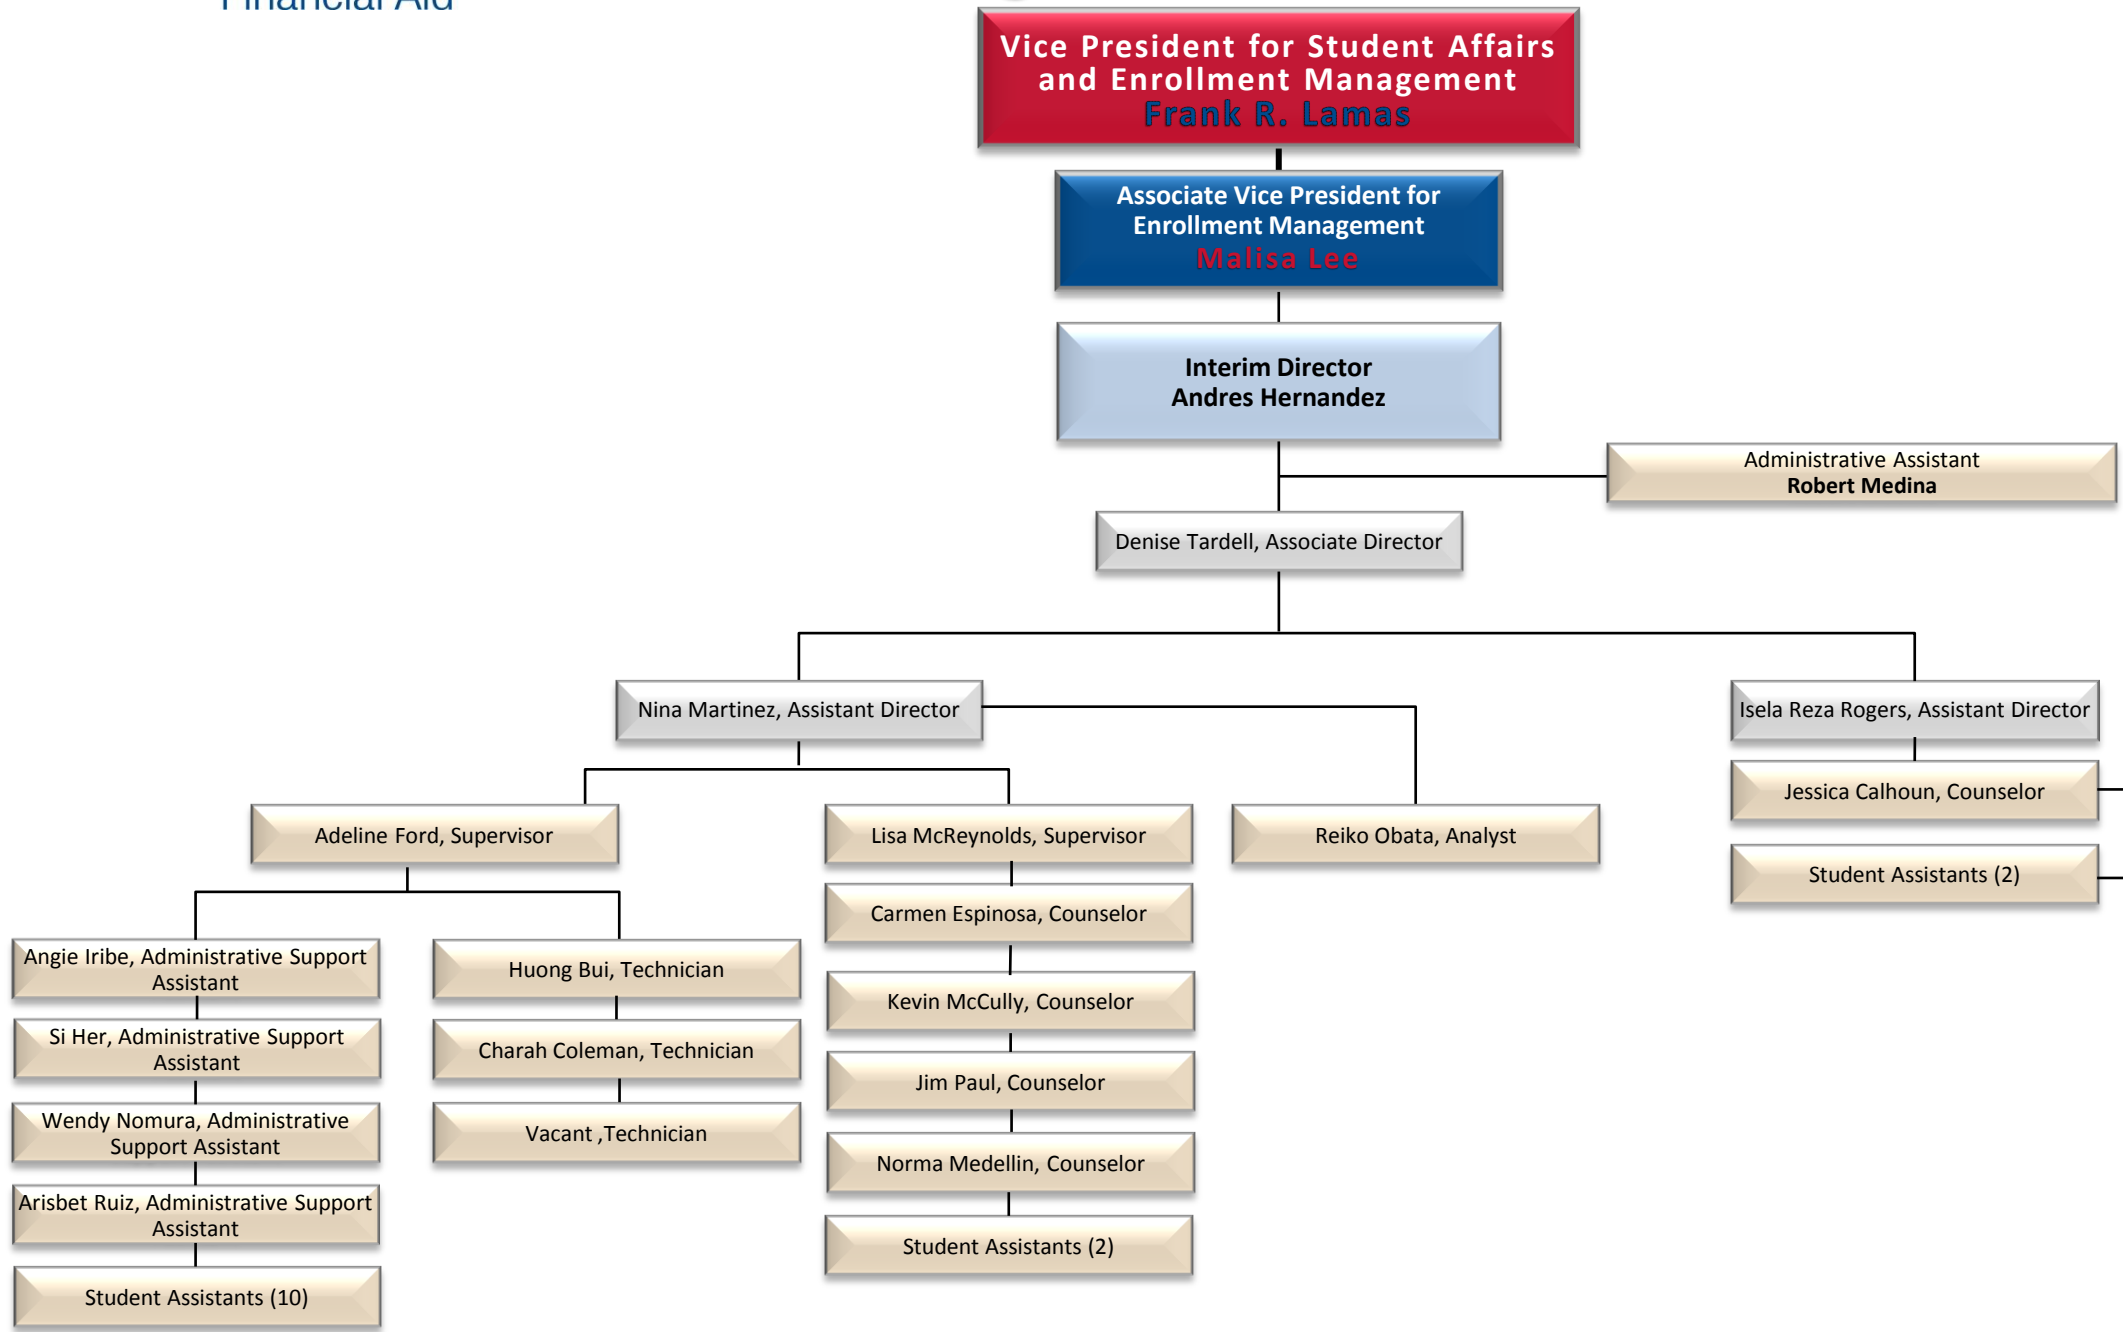 Financial Aid
Vice President for Student Affairs
and Enrollment Management
Frank R. Lamas
Associate Vice President for
Enrollment Management
Malisa Lee
Interim Director
Andres Hernandez
Administrative Assistant
Robert Medina
Denise Tardell, Associate Director
Nina Martinez, Assistant Director
Isela Reza Rogers, Assistant Director
Jessica Calhoun, Counselor
Student Assistants (2)
Adeline Ford, Supervisor
Lisa McReynolds, Supervisor
Reiko Obata, Analyst
Angie Iribe, Administrative Support
Assistant
Si Her, Administrative Support
Assistant
Wendy Nomura, Administrative
Support Assistant
Arisbet Ruiz, Administrative Support
Assistant
Student Assistants (10)
Huong Bui, Technician
Charah Coleman, Technician
Vacant ,Technician
Carmen Espinosa, Counselor
Kevin McCully, Counselor
Jim Paul, Counselor
Norma Medellin, Counselor
Student Assistants (2)